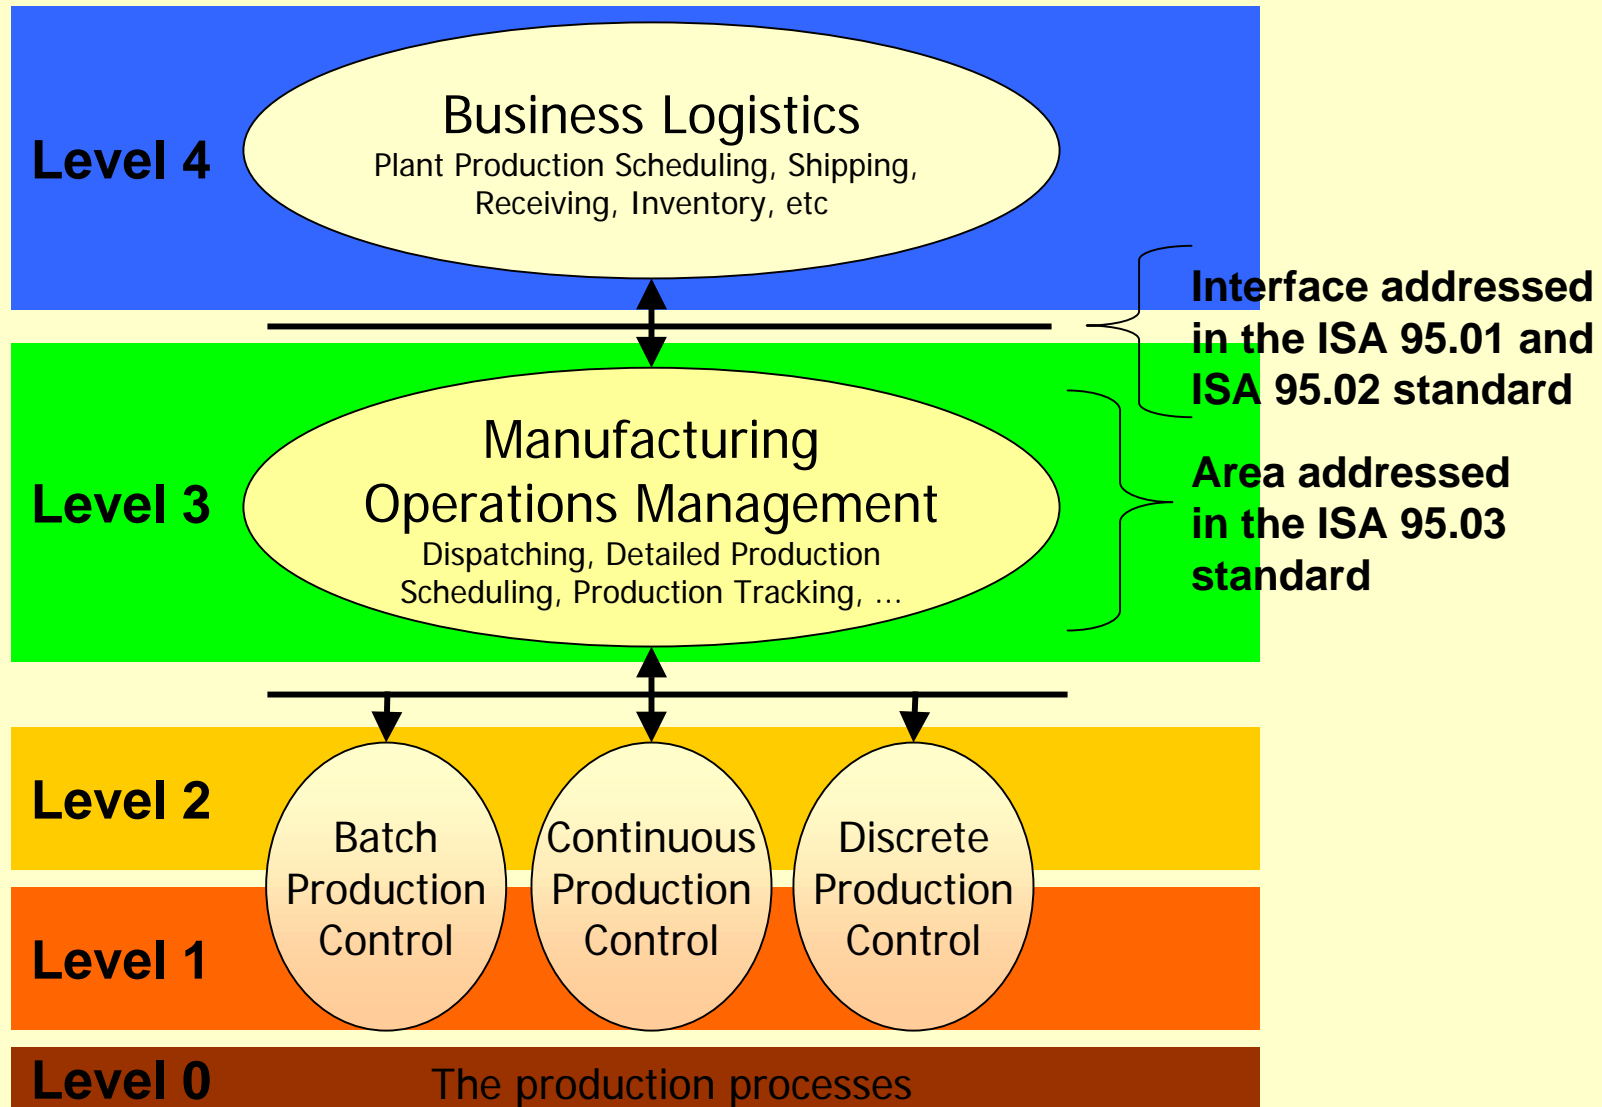 Level 4
Business Logistics
Plant Production Scheduling, Shipping,
Receiving, Inventory, etc
Interface addressed
in the ISA 95.01 and
ISA 95.02 standard
Level 3
Manufacturing
Operations Management
Dispatching, Detailed Production
Scheduling, Production Tracking, ...
Area addressed
in the ISA 95.03
standard
Level 2
Batch
Production
Control
Continuous
Production
Control
Discrete
Production
Control
Level 1
Level 0
The production processes